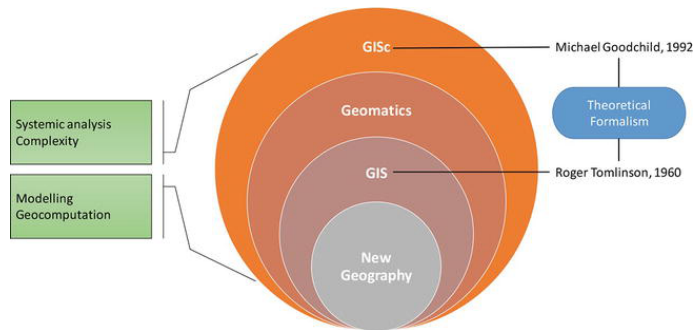 GISc
Michael Goodchild, 1992
Geomatics
Theoretical
Formalism
Systemic analysis
Complexity
GIS
Roger Tomlinson, 1960
Modelling
Geocomputation
New
Geography